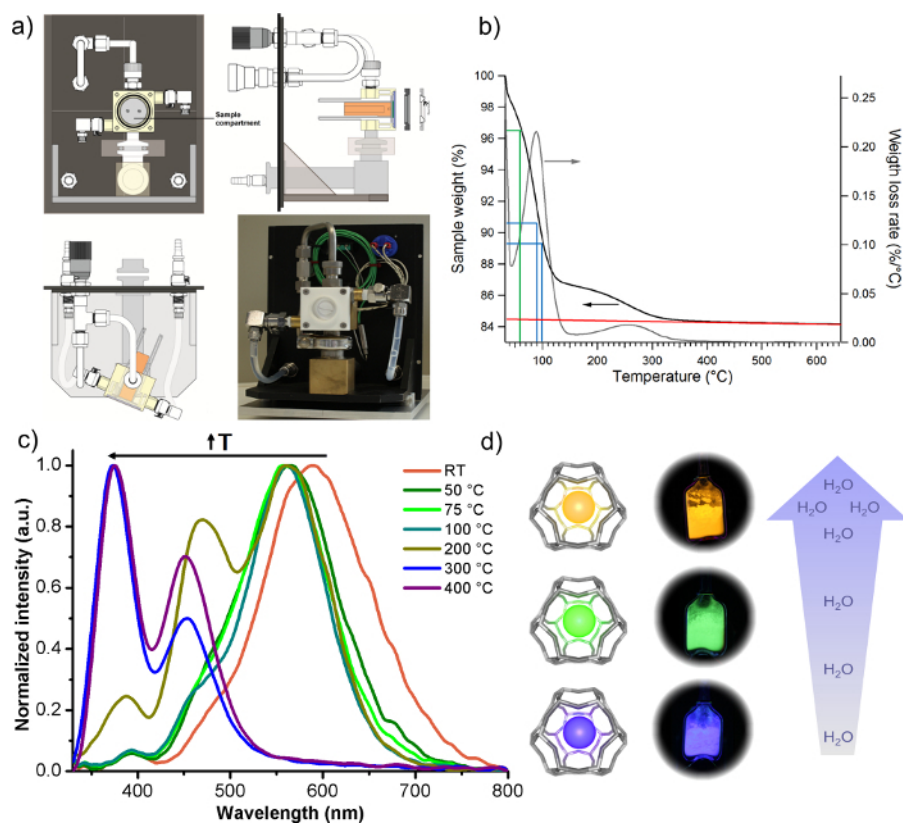 a)
Sample
compartment
b)
Sample weight (%)
100
98
96
94
92
90
88
86
84
Weigth loss rate (%/°C)
0.25
0.20
0.15
0.10
0.05
0.00
100
200
300
400
500
600
Temperature (°C)
c)
↑T
Normalized intensity (a.u.)
1.0
0.8
0.6
0.4
0.2
0.0
RT
50 °C
75 °C
100 °C
200 °C
300 °C
400 °C
400
500
600
700
800
Wavelength (nm)
d)
H₂O
H₂O H₂O
H₂O
H₂O
H₂O
H₂O